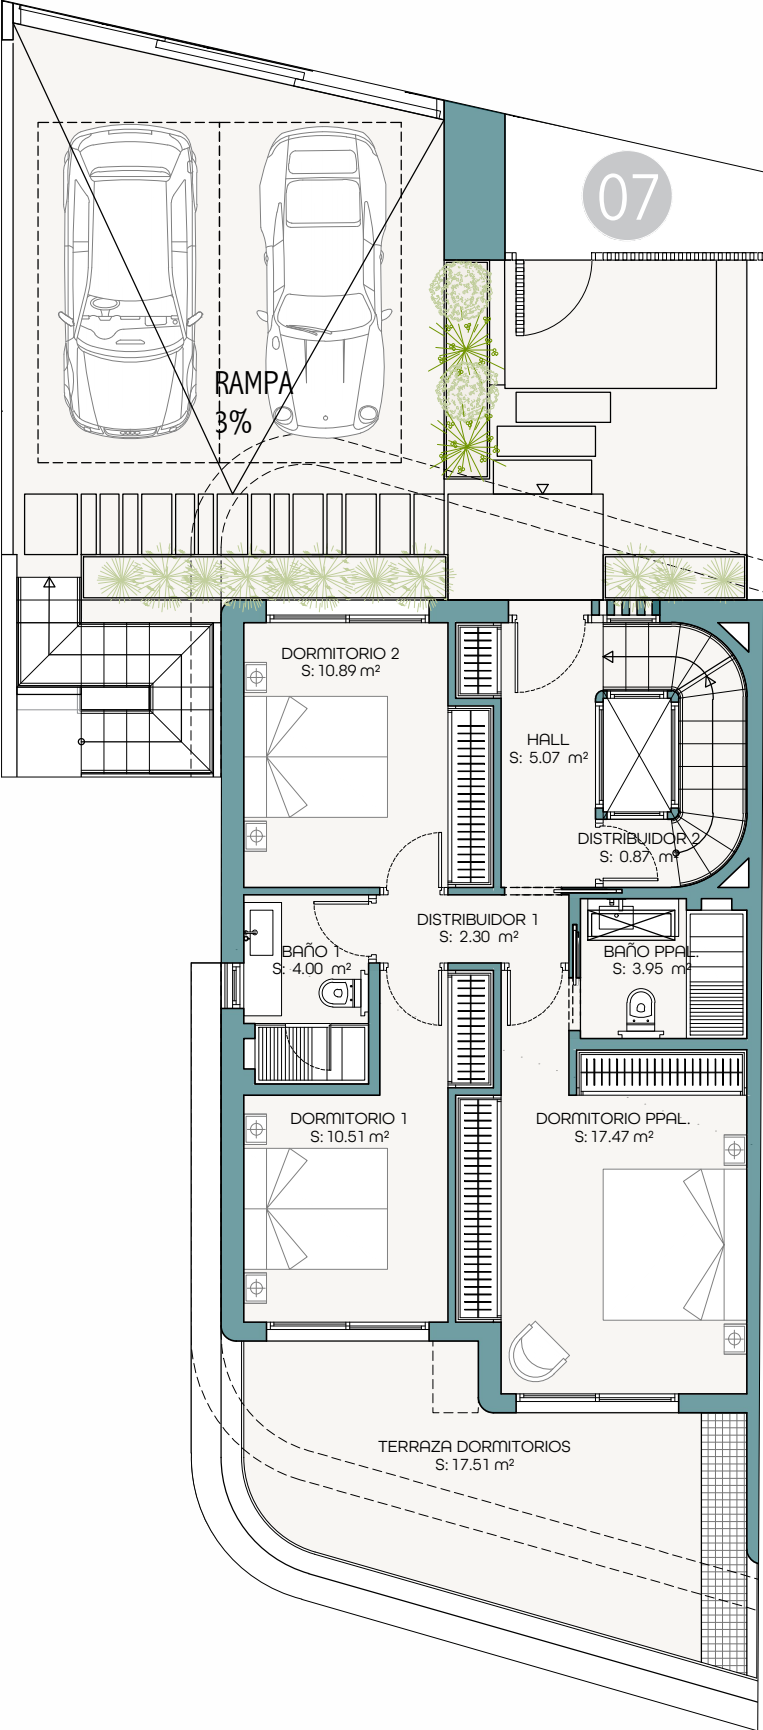 07
RAMPA
3%
DORMITORIO 2
S: 10.89 m²
HALL
S: 5.07 m²
DISTRIBUIDOR 2
S: 0.87 m²
DISTRIBUIDOR 1
S: 2.30 m²
BAÑO 1
S: 4.00 m²
BAÑO PPAL.
S: 3.95 m²
DORMITORIO 1
S: 10.51 m²
DORMITORIO PPAL.
S: 17.47 m²
TERRAZA DORMITORIOS
S: 17.51 m²